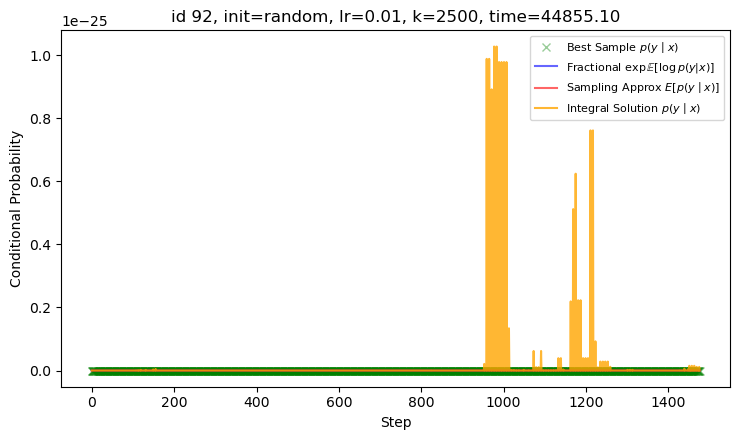 id 92, init=random, lr=0.01, k=2500, time=44855.10
1e−25
Best Sample p(y | x)
Fractional exp𝔼[log p(y|x)]
Sampling Approx E[p(y | x)]
Integral Solution p(y | x)
1.0
0.8
0.6
0.4
0.2
0.0
Conditional Probability
0 200 400 600 800 1000 1200 1400
Step